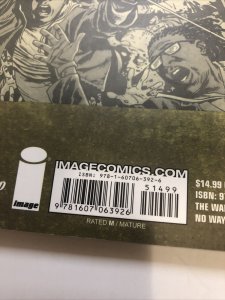 IMAGECOMICS.COM
ISBN: 978-1-60706-392-6
51499
9 781607 063926
RATED M / MATURE
image
$14.99
ISBN: 97
THE WA
NO WAY